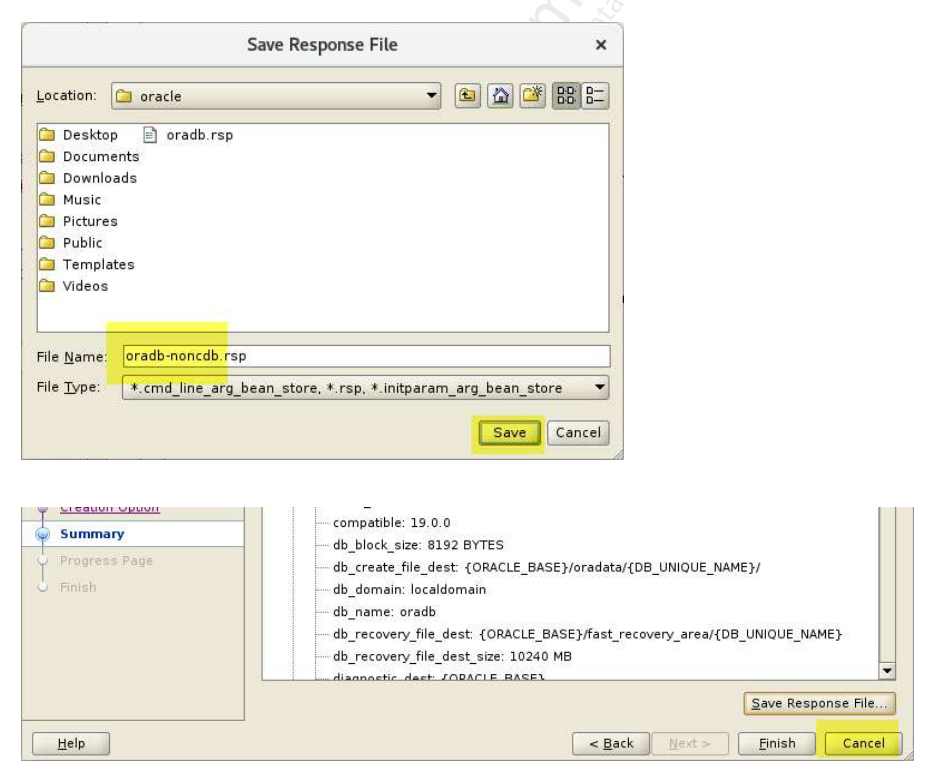 Save Response File ×
Location: oracle
Desktop oradb.rsp
Documents
Downloads
Music
Pictures
Public
Templates
Videos
File Name: oradb-noncdb.rsp
File Type: *.cmd_line_arg_bean_store, *.rsp, *.initparam_arg_bean_store
Save Cancel
Creation Option
Summary
Progress Page
Finish
compatible: 19.0.0
db_block_size: 8192 BYTES
db_create_file_dest: {ORACLE_BASE}/oradata/{DB_UNIQUE_NAME}/
db_domain: localdomain
db_name: oradb
db_recovery_file_dest: {ORACLE_BASE}/fast_recovery_area/{DB_UNIQUE_NAME}
db_recovery_file_dest_size: 10240 MB
diagnostic_dest: {ORACLE_BASE}
Save Response File...
Help < Back Next > Finish Cancel